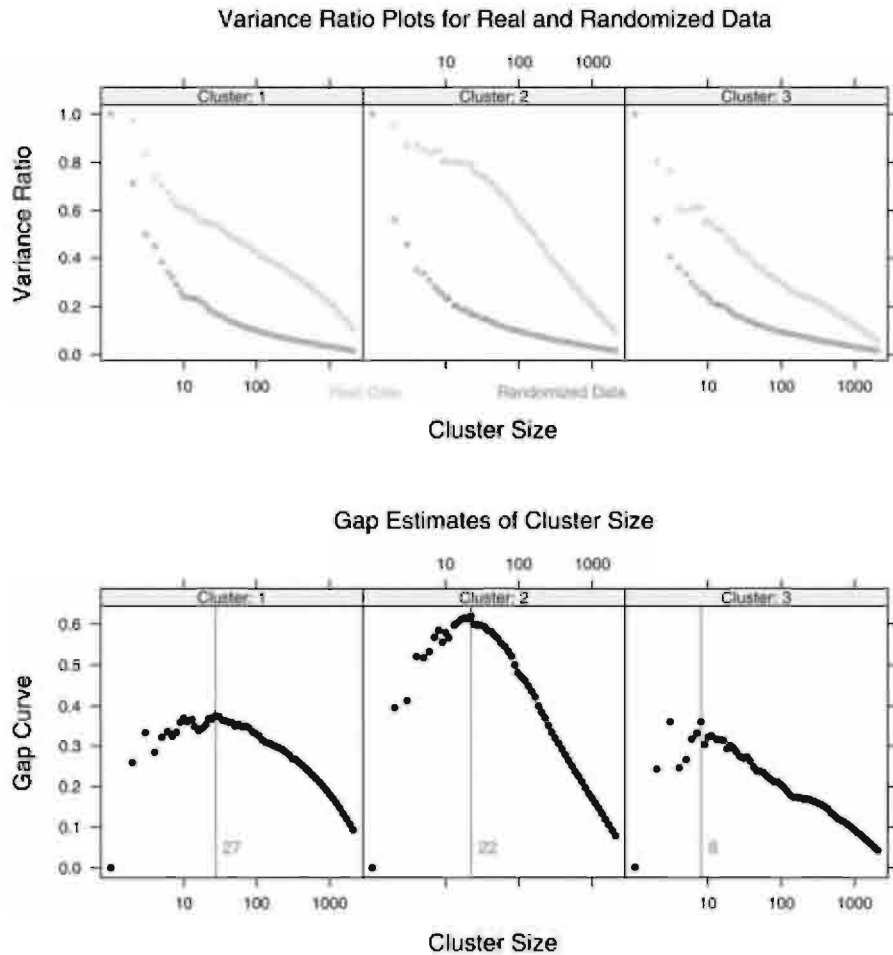 Variance Ratio Plots for Real and Randomized Data
10 100 1000
Cluster: 1 Cluster: 2 Cluster: 3
1.0
0.8
0.6
0.4
0.2
0.0
Variance Ratio
10 100 10 100 1000
Real Data Randomized Data
Cluster Size
Gap Estimates of Cluster Size
10 100 1000
Cluster: 1 Cluster: 2 Cluster: 3
0.6
0.5
0.4
0.3
0.2
0.1
0.0
Gap Curve
27 22 8
10 100 1000 10 100 1000
Cluster Size